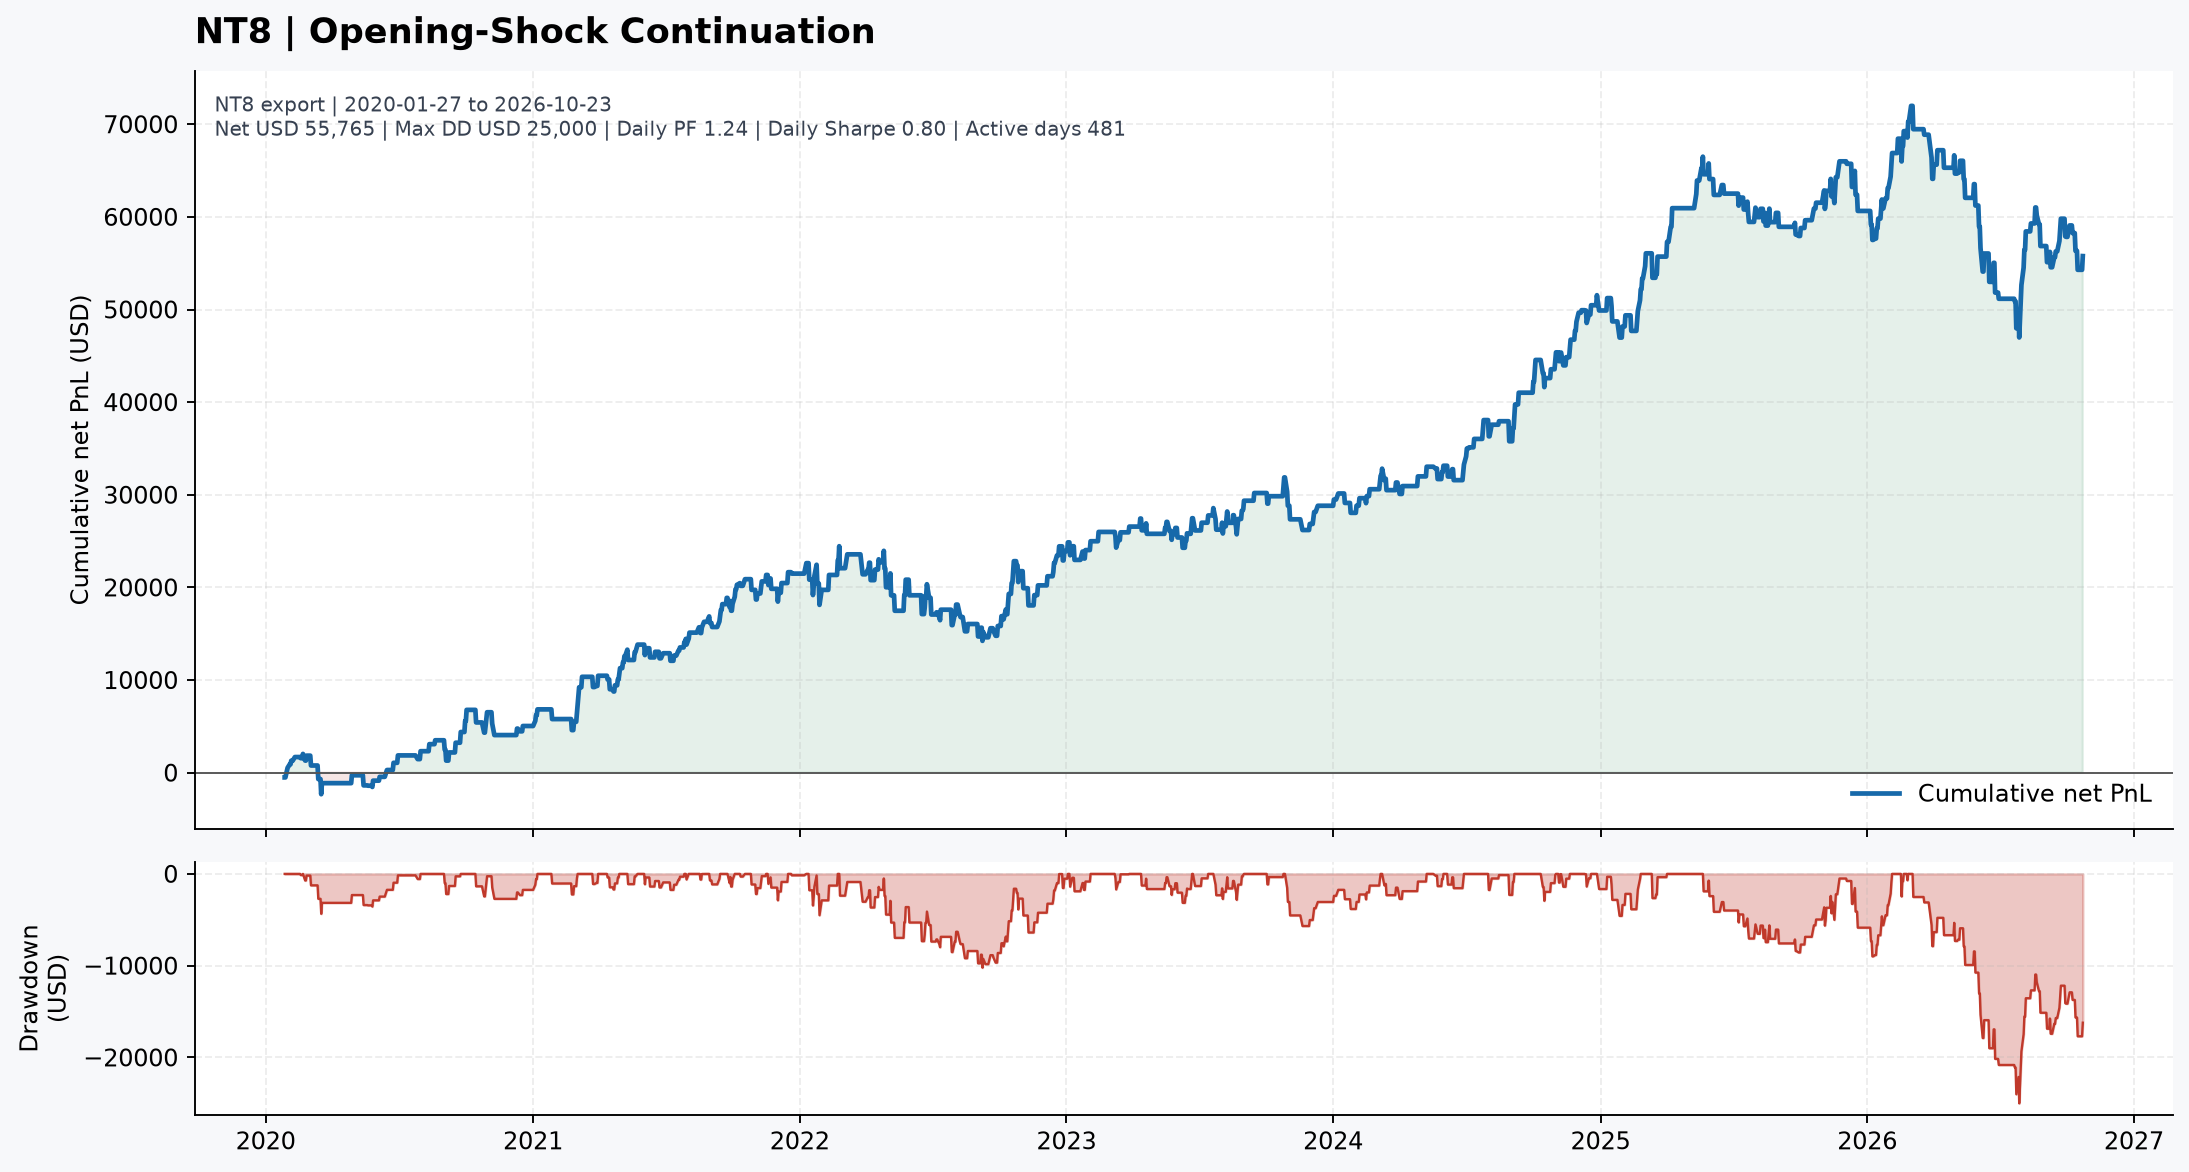 NT8 | Opening-Shock Continuation
NT8 export | 2020-01-27 to 2026-10-23
Net USD 55,765 | Max DD USD 25,000 | Daily PF 1.24 | Daily Sharpe 0.80 | Active days 481
Cumulative net PnL (USD)
70000
60000
50000
40000
30000
20000
10000
0
Cumulative net PnL
Drawdown
(USD)
0
−10000
−20000
2020
2021
2022
2023
2024
2025
2026
2027